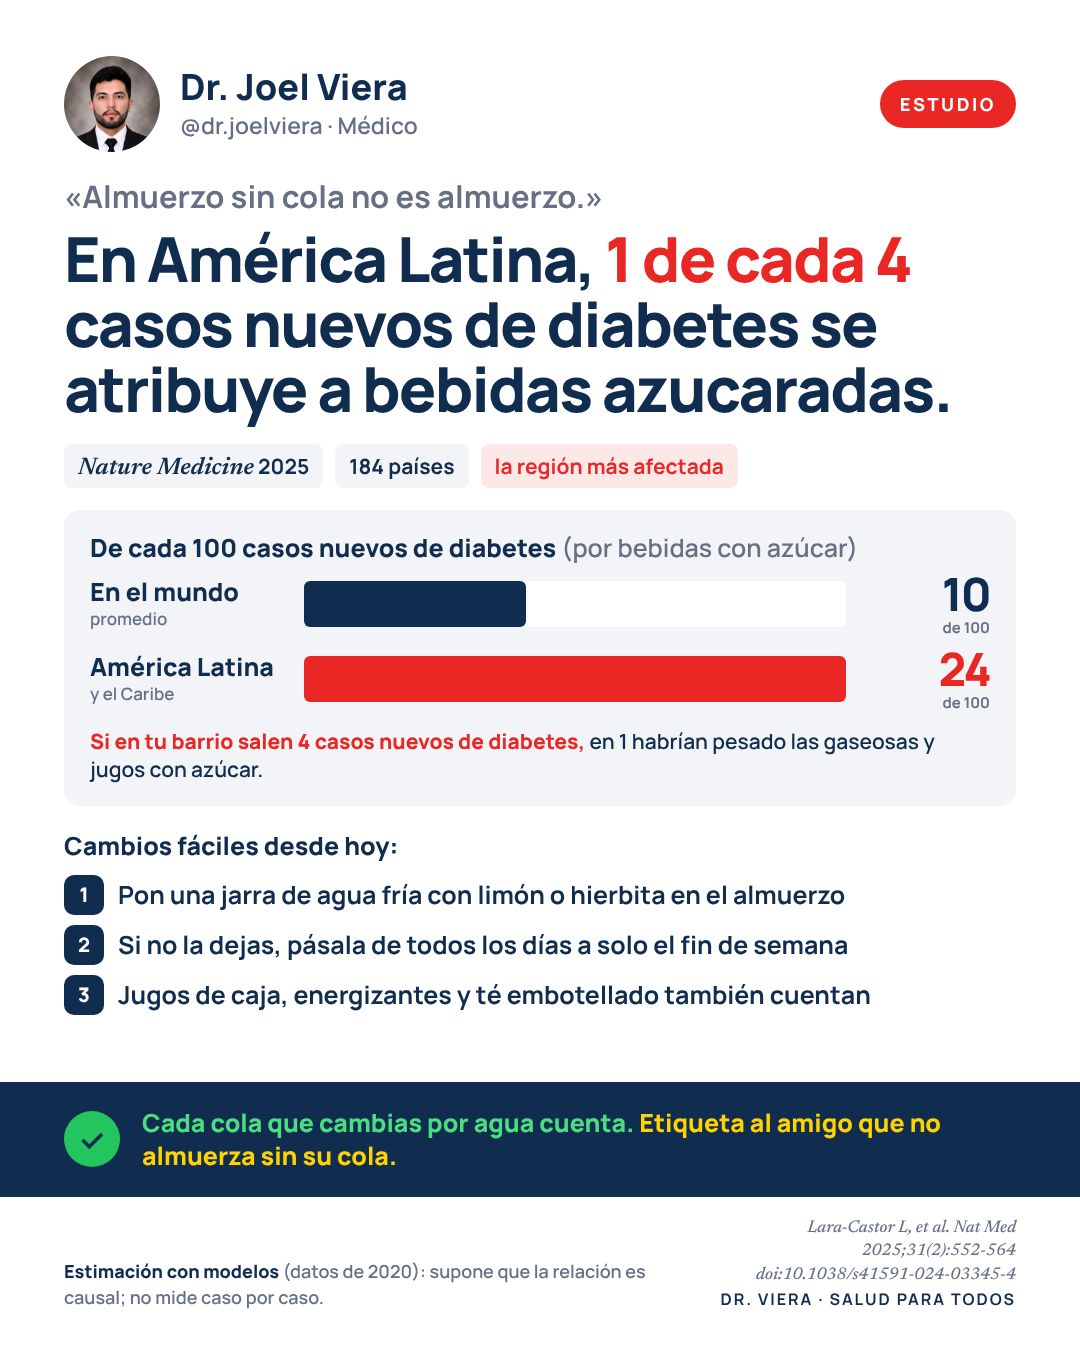 Dr. Joel Viera
@dr.joelviera · Médico
ESTUDIO
«Almuerzo sin cola no es almuerzo.»
En América Latina, 1 de cada 4
casos nuevos de diabetes se
atribuye a bebidas azucaradas.
Nature Medicine 2025
184 países
la región más afectada
De cada 100 casos nuevos de diabetes (por bebidas con azúcar)
En el mundo
promedio
10
de 100
América Latina
y el Caribe
24
de 100
Si en tu barrio salen 4 casos nuevos de diabetes, en 1 habrían pesado las gaseosas y
jugos con azúcar.
Cambios fáciles desde hoy:
1 Pon una jarra de agua fría con limón o hierbita en el almuerzo
2 Si no la dejas, pásala de todos los días a solo el fin de semana
3 Jugos de caja, energizantes y té embotellado también cuentan
Cada cola que cambias por agua cuenta. Etiqueta al amigo que no
almuerza sin su cola.
Estimación con modelos (datos de 2020): supone que la relación es
causal; no mide caso por caso.
Lara-Castor L, et al. Nat Med
2025;31(2):552-564
doi:10.1038/s41591-024-03345-4
DR. VIERA · SALUD PARA TODOS